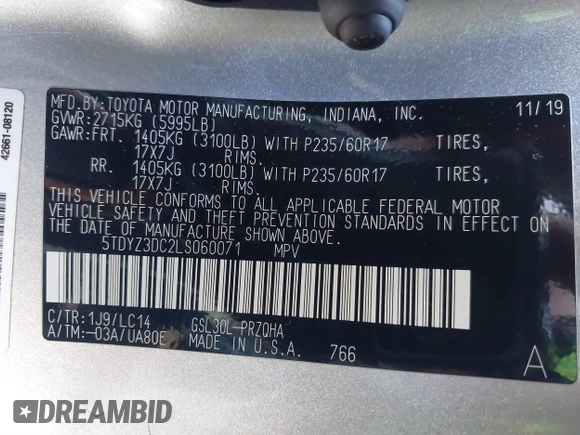 42661-08120
MFD.BY:TOYOTA MOTOR MANUFACTURING, INDIANA, INC. 11/19
GVWR:2715KG (5995LB)
GAWR:FRT. 1405KG (3100LB) WITH P235/60R17 TIRES,
17X7J RIMS.
RR. 1405KG (3100LB) WITH P235/60R17 TIRES,
17X7J RIMS.
THIS VEHICLE CONFORMS TO ALL APPLICABLE FEDERAL MOTOR
VEHICLE SAFETY AND THEFT PREVENTION STANDARDS IN EFFECT ON
THE DATE OF MANUFACTURE SHOWN ABOVE.
5TDYZ3DC2LS060071 MPV
C/TR:1J9/LC14 GSL30L-PRZQHA
A/TM:-03A/UA80E MADE IN U.S.A. 766
A
DREAMBID